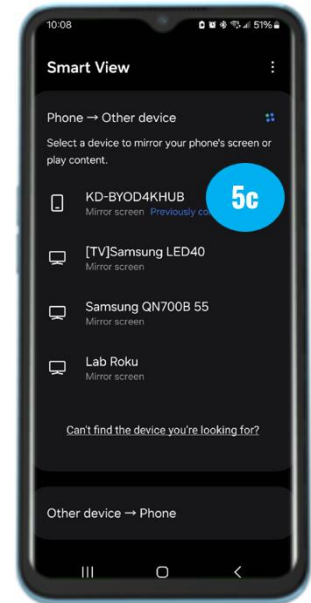 10:08
51%
Smart View
Phone → Other device
Select a device to mirror your phone's screen or
play content.
KD-BYOD4KHUB
Mirror screen Previously
5c
[TV]Samsung LED40
Mirror screen
Samsung QN700B 55
Mirror screen
Lab Roku
Mirror screen
Can't find the device you're looking for?
Other device → Phone